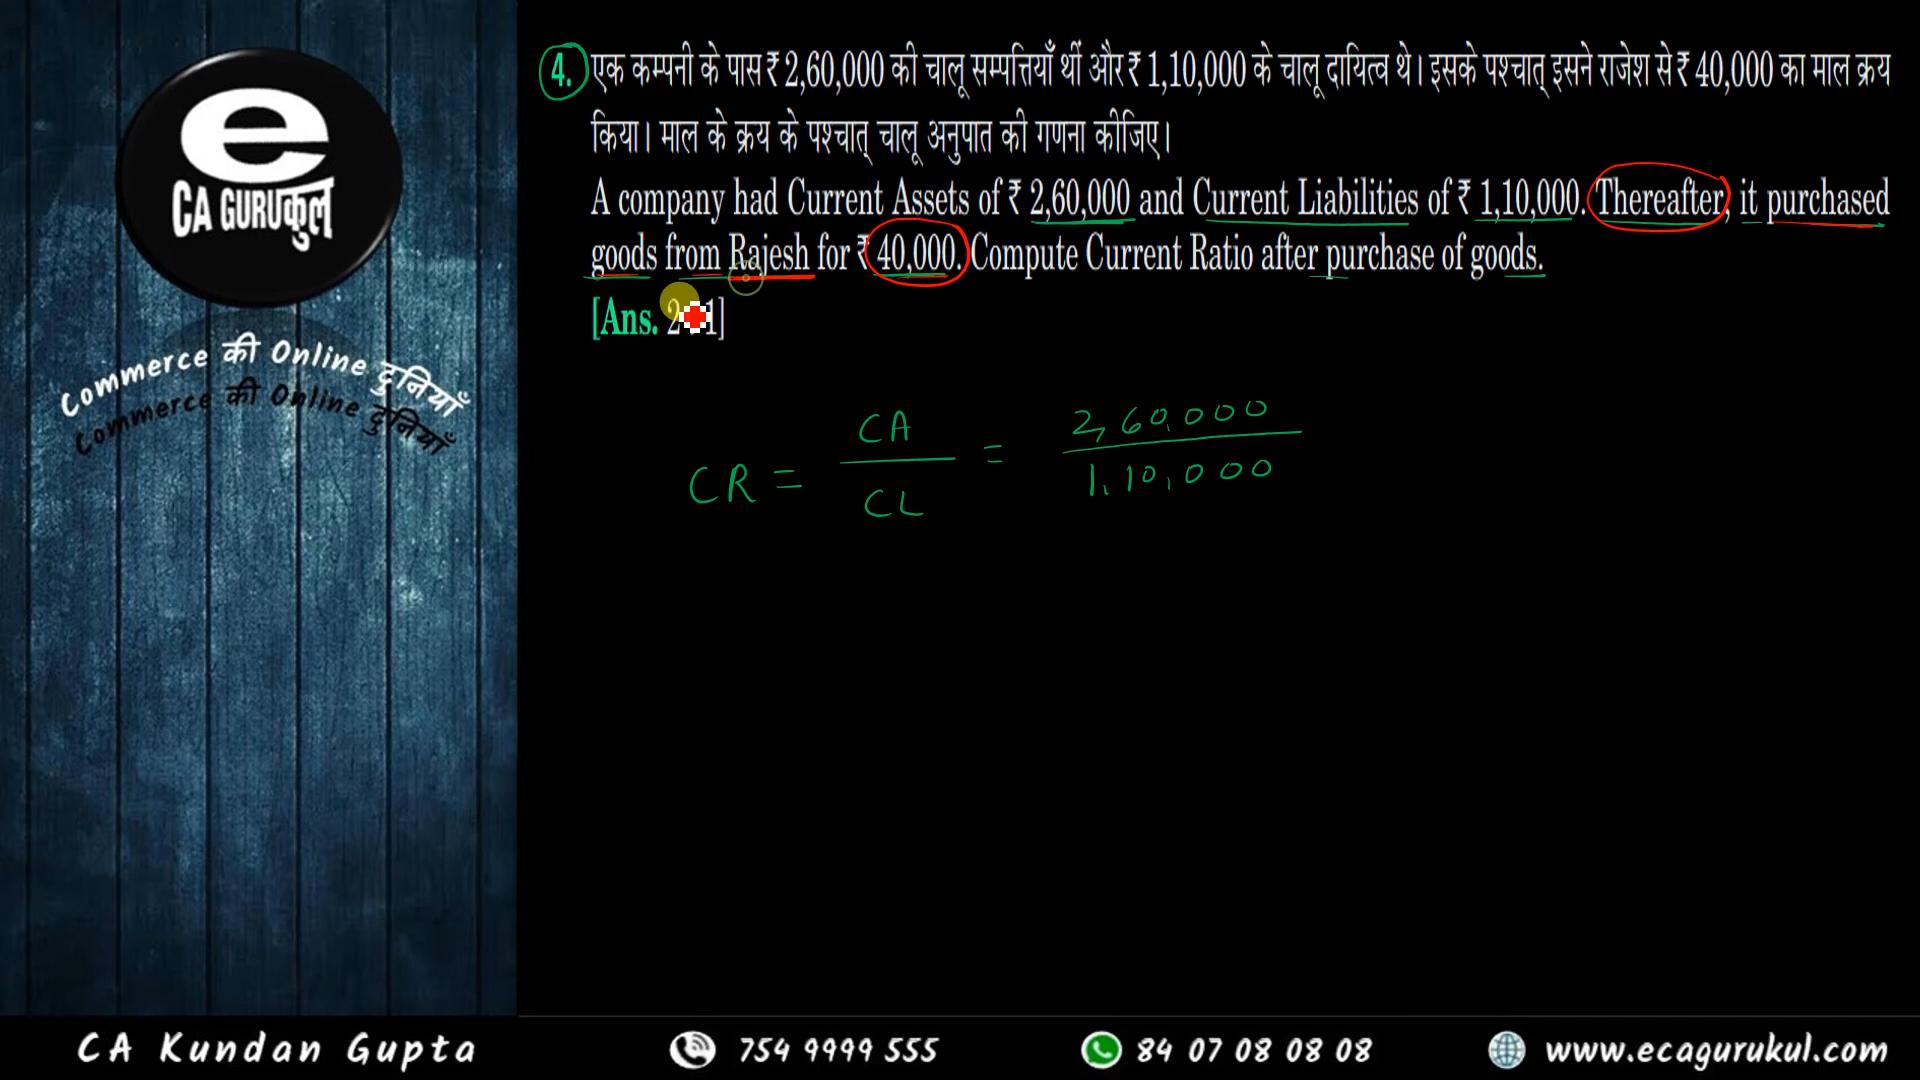 e
CA GURUकुल
Commerce की Online दुनियाँ
Commerce की Online दुनियाँ
4. एक कम्पनी के पास ₹ 2,60,000 की चालू सम्पत्तियाँ थीं और ₹ 1,10,000 के चालू दायित्व थे। इसके पश्चात् इसने राजेश से ₹ 40,000 का माल क्रय
किया। माल के क्रय के पश्चात् चालू अनुपात की गणना कीजिए।
A company had Current Assets of ₹ 2,60,000 and Current Liabilities of ₹ 1,10,000. Thereafter, it purchased
goods from Rajesh for ₹ 40,000. Compute Current Ratio after purchase of goods.
[Ans. 2 : 1]
CR = CA / CL = 2,60,000 / 1,10,000
CA Kundan Gupta
754 9999 555
84 07 08 08 08
www.ecagurukul.com